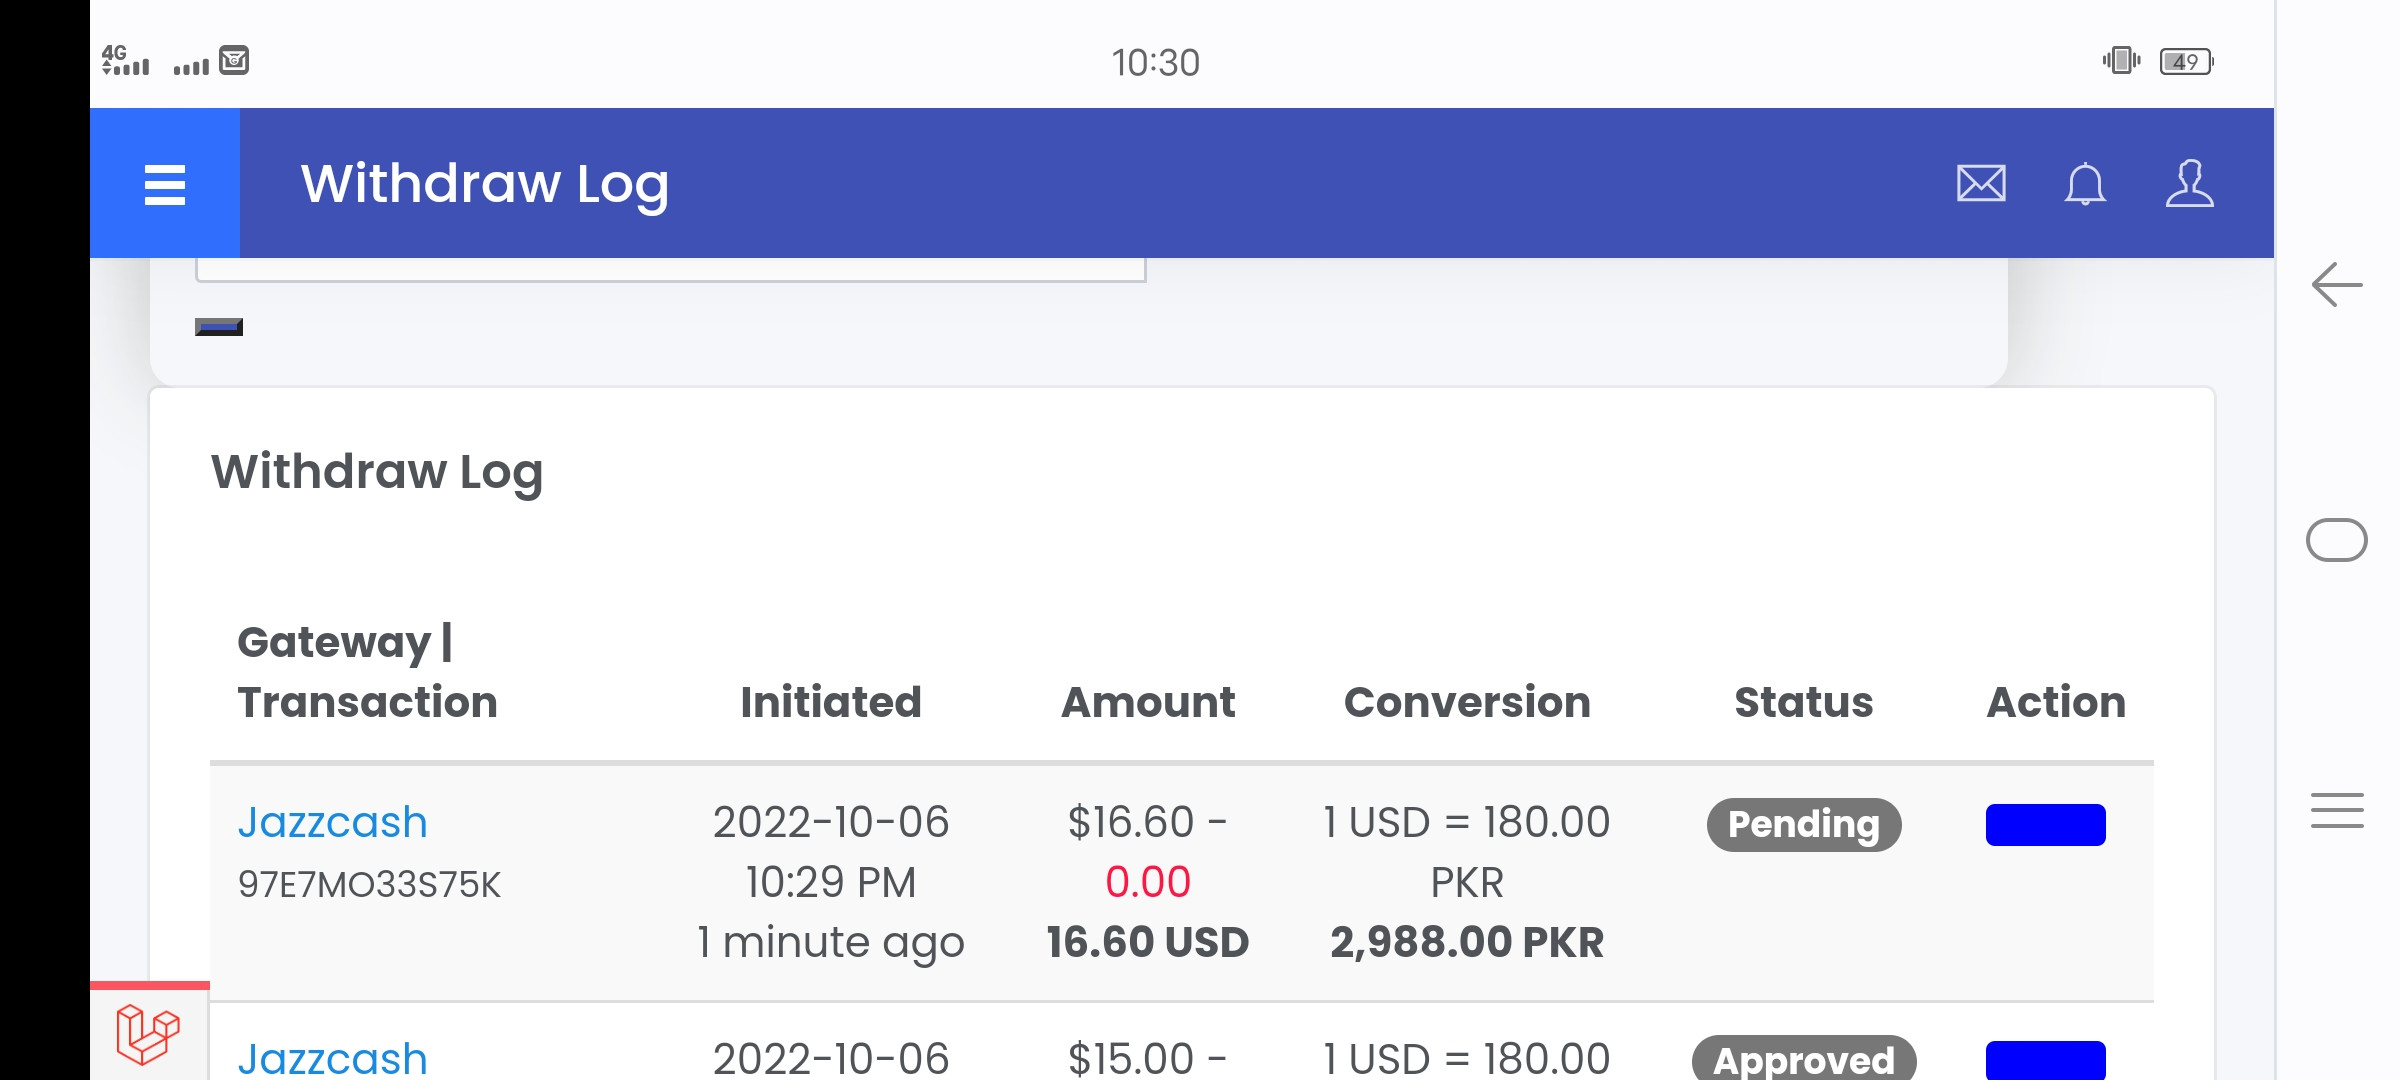 4G
10:30
49
Withdraw Log
Withdraw Log
Gateway |
Transaction Initiated Amount Conversion Status Action
Jazzcash 2022-10-06 $16.60 - 1 USD = 180.00 Pending
97E7MO33S75K 10:29 PM 0.00 PKR
1 minute ago 16.60 USD 2,988.00 PKR
Jazzcash 2022-10-06 $15.00 - 1 USD = 180.00 Approved